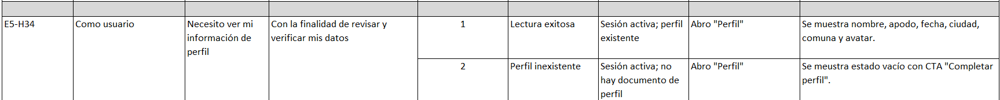 E5-H34
Como usuario
Necesito ver mi
información de
perfil
Con la finalidad de revisar y
verificar mis datos
1
Lectura exitosa
Sesión activa; perfil
existente
Abro "Perfil"
Se muestra nombre, apodo, fecha, ciudad,
comuna y avatar.
2
Perfil inexistente
Sesión activa; no
hay documento de
perfil
Abro "Perfil"
Se meustra estado vacío con CTA "Completar
perfil".